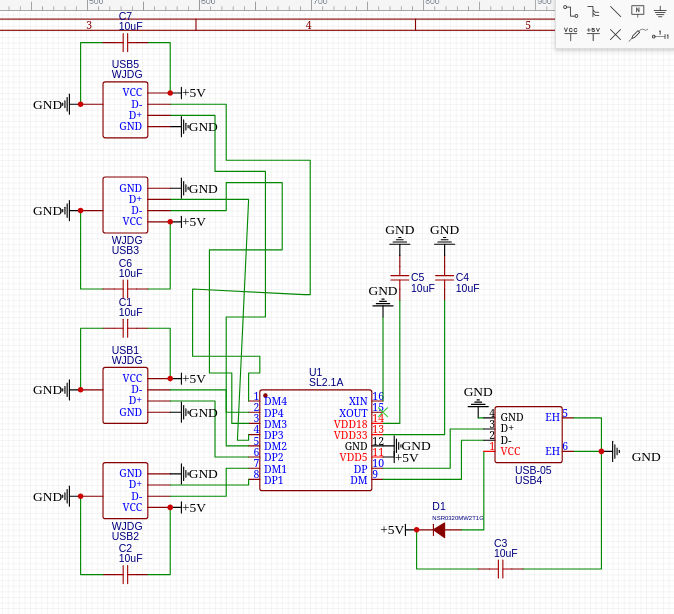 500
600
700
800
900
3
4
5
N
VCC
+5V
C7
10uF
USB5
WJDG
VCC
D-
D+
GND
GND
+5V
GND
GND
D+
D-
VCC
GND
GND
+5V
WJDG
USB3
C6
10uF
C1
10uF
USB1
WJDG
VCC
D-
D+
GND
GND
+5V
GND
GND
D+
D-
VCC
GND
GND
+5V
WJDG
USB2
C2
10uF
GND
GND
C5
10uF
C4
10uF
GND
U1
SL2.1A
1 DM4 XIN 16
2 DP4 XOUT 15
3 DM3 VDD18 14
4 DP3 VDD33 13
5 DM2 GND 12 GND
6 DP2 VDD5 11 +5V
7 DM1 DP 10
8 DP1 DM 9
GND
4 GND EH 5
3 D+
2 D-
1 VCC EH 6
GND
USB-05
USB4
D1
NSR0320MW2T1G
+5V
C3
10uF